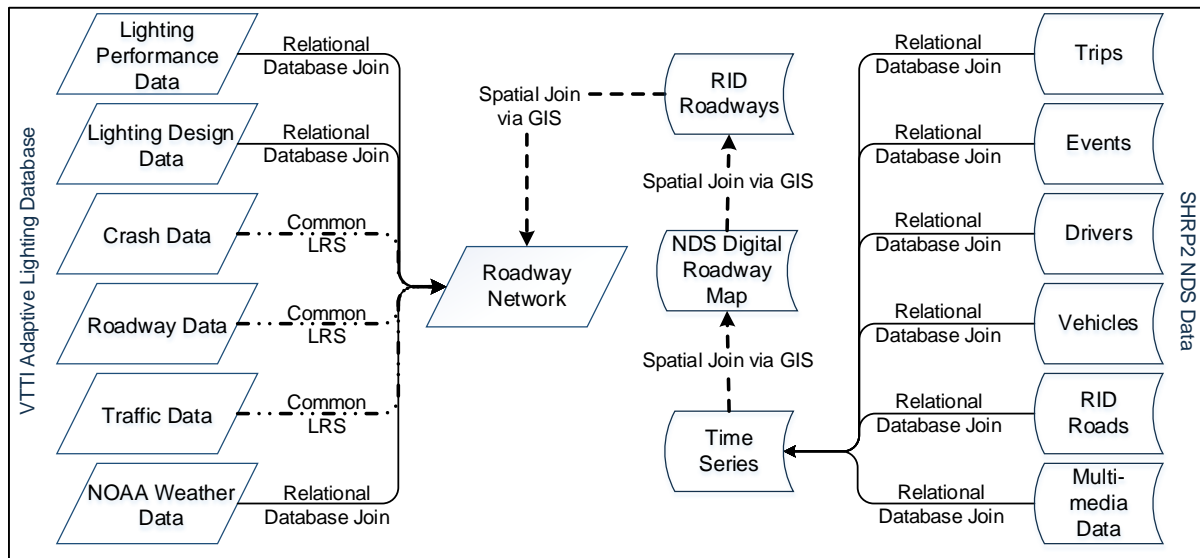 VTTI Adaptive Lighting Database
Lighting
Performance
Data
Relational
Database Join
Lighting Design
Data
Relational
Database Join
Crash Data
Common
LRS
Roadway Data
Common
LRS
Traffic Data
Common
LRS
NOAA Weather
Data
Relational
Database Join
Roadway
Network
Spatial Join
via GIS
RID
Roadways
Spatial Join via GIS
NDS Digital
Roadway
Map
Spatial Join via GIS
Time
Series
Relational
Database Join
Trips
Relational
Database Join
Events
Relational
Database Join
Drivers
Relational
Database Join
Vehicles
Relational
Database Join
RID
Roads
Relational
Database Join
Multi-
media
Data
SHRP2 NDS Data